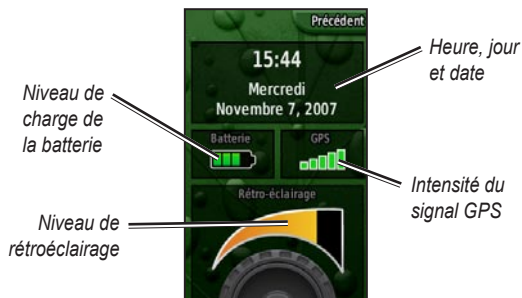 Précédent
15:44
Mercredi
Novembre 7, 2007
Batterie
GPS
Rétro-éclairage
Heure, jour
et date
Niveau de
charge de
la batterie
Intensité du
signal GPS
Niveau de
rétroéclairage